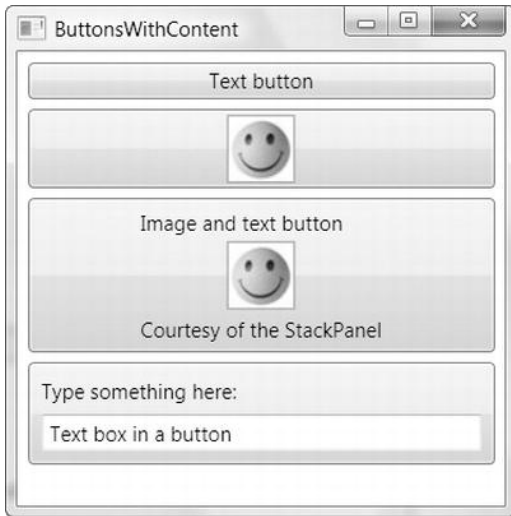 ButtonsWithContent
Text button
Image and text button
Courtesy of the StackPanel
Type something here:
Text box in a button